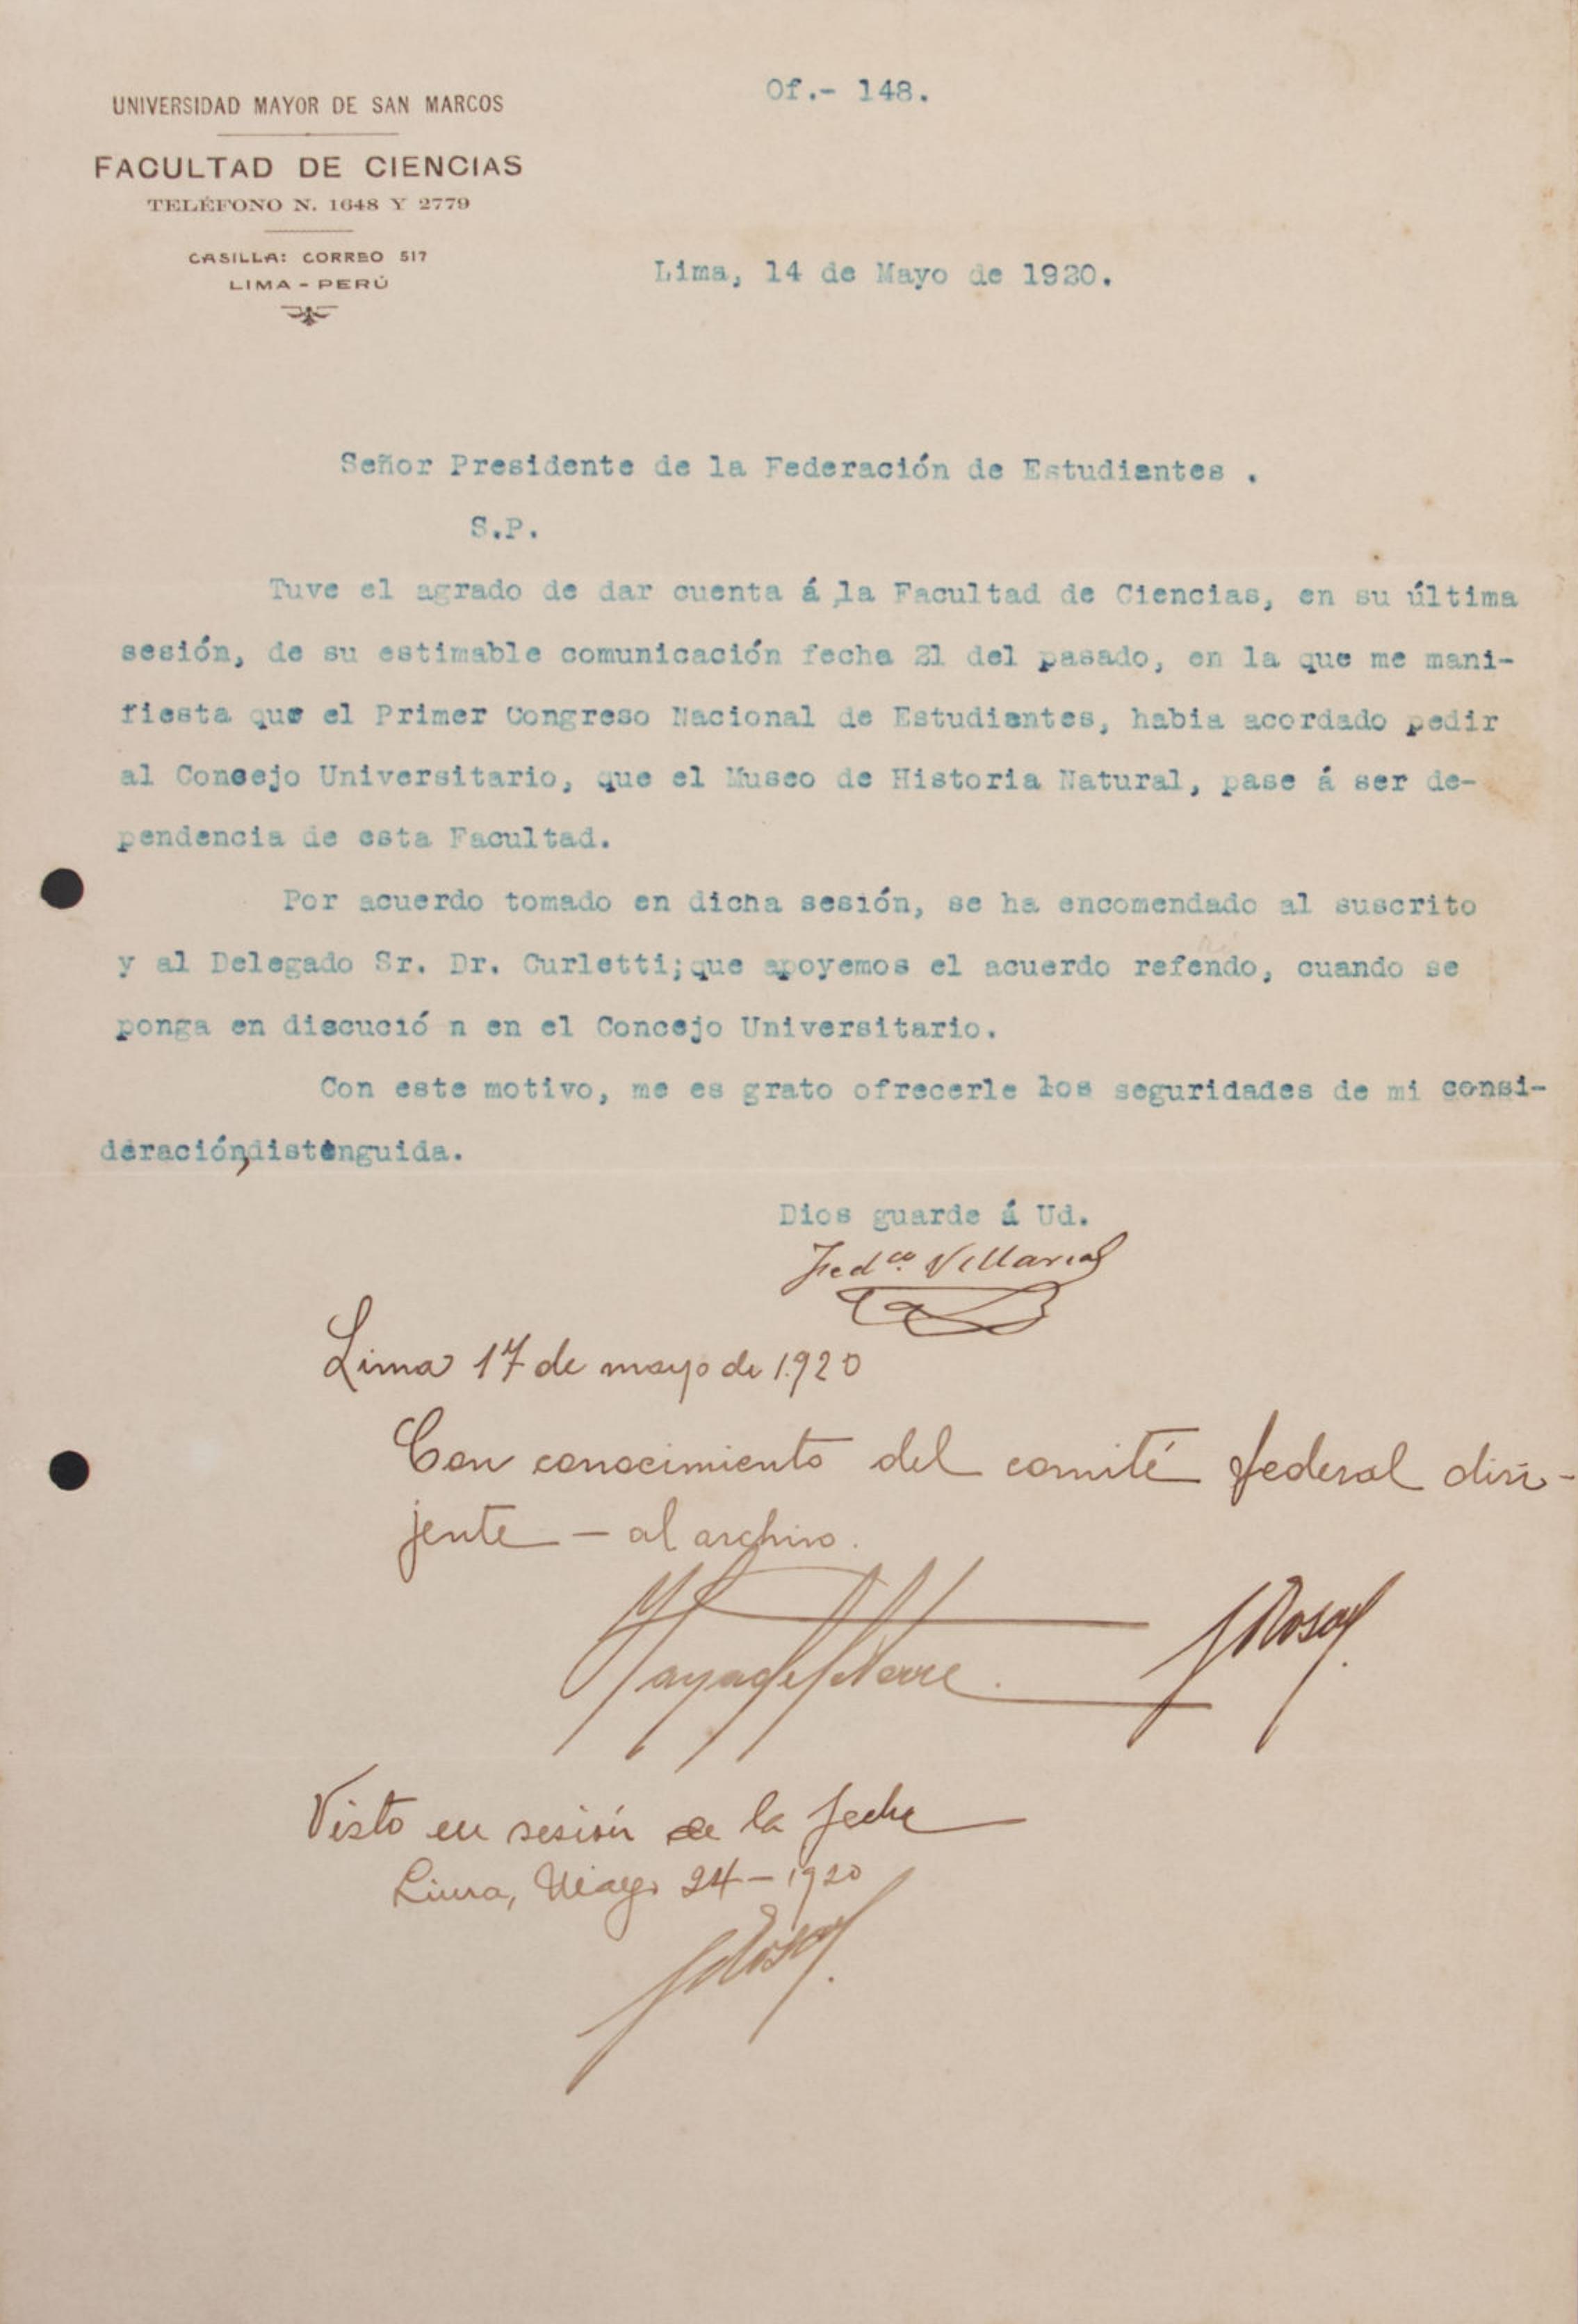 UNIVERSIDAD MAYOR DE SAN MARCOS
FACULTAD DE CIENCIAS
TELÉFONO N. 1648 Y 2779
CASILLA: CORREO 517
LIMA - PERÚ
Of.- 148.
Lima, 14 de Mayo de 1920.
Señor Presidente de la Federación de Estudiantes .
S.P.
Tuve el agrado de dar cuenta á ,la Facultad de Ciencias, en su última
sesión, de su estimable comunicación fecha 21 del pasado, en la que me mani-
fiesta que el Primer Congreso Nacional de Estudiantes, habia acordado pedir
al Concejo Universitario, que el Museo de Historia Natural, pase á ser de-
pendencia de esta Facultad.
Por acuerdo tomado en dicha sesión, se ha encomendado al suscrito
y al Delegado Sr. Dr. Curletti;que apoyemos el acuerdo refendo, cuando se
ri
ponga en discució n en el Concejo Universitario.
Con este motivo, me es grato ofrecerle los seguridades de mi consi-
deración,distinguida.
Dios guarde á Ud.
Fedco. Villareal
Lima 17 de mayo de 1920
Con conocimiento del comité federal diri-
jente — al archivo.
Haya de la Torre.
Visto en sesión de la fecha
Lima, Mayo 24 - 1920